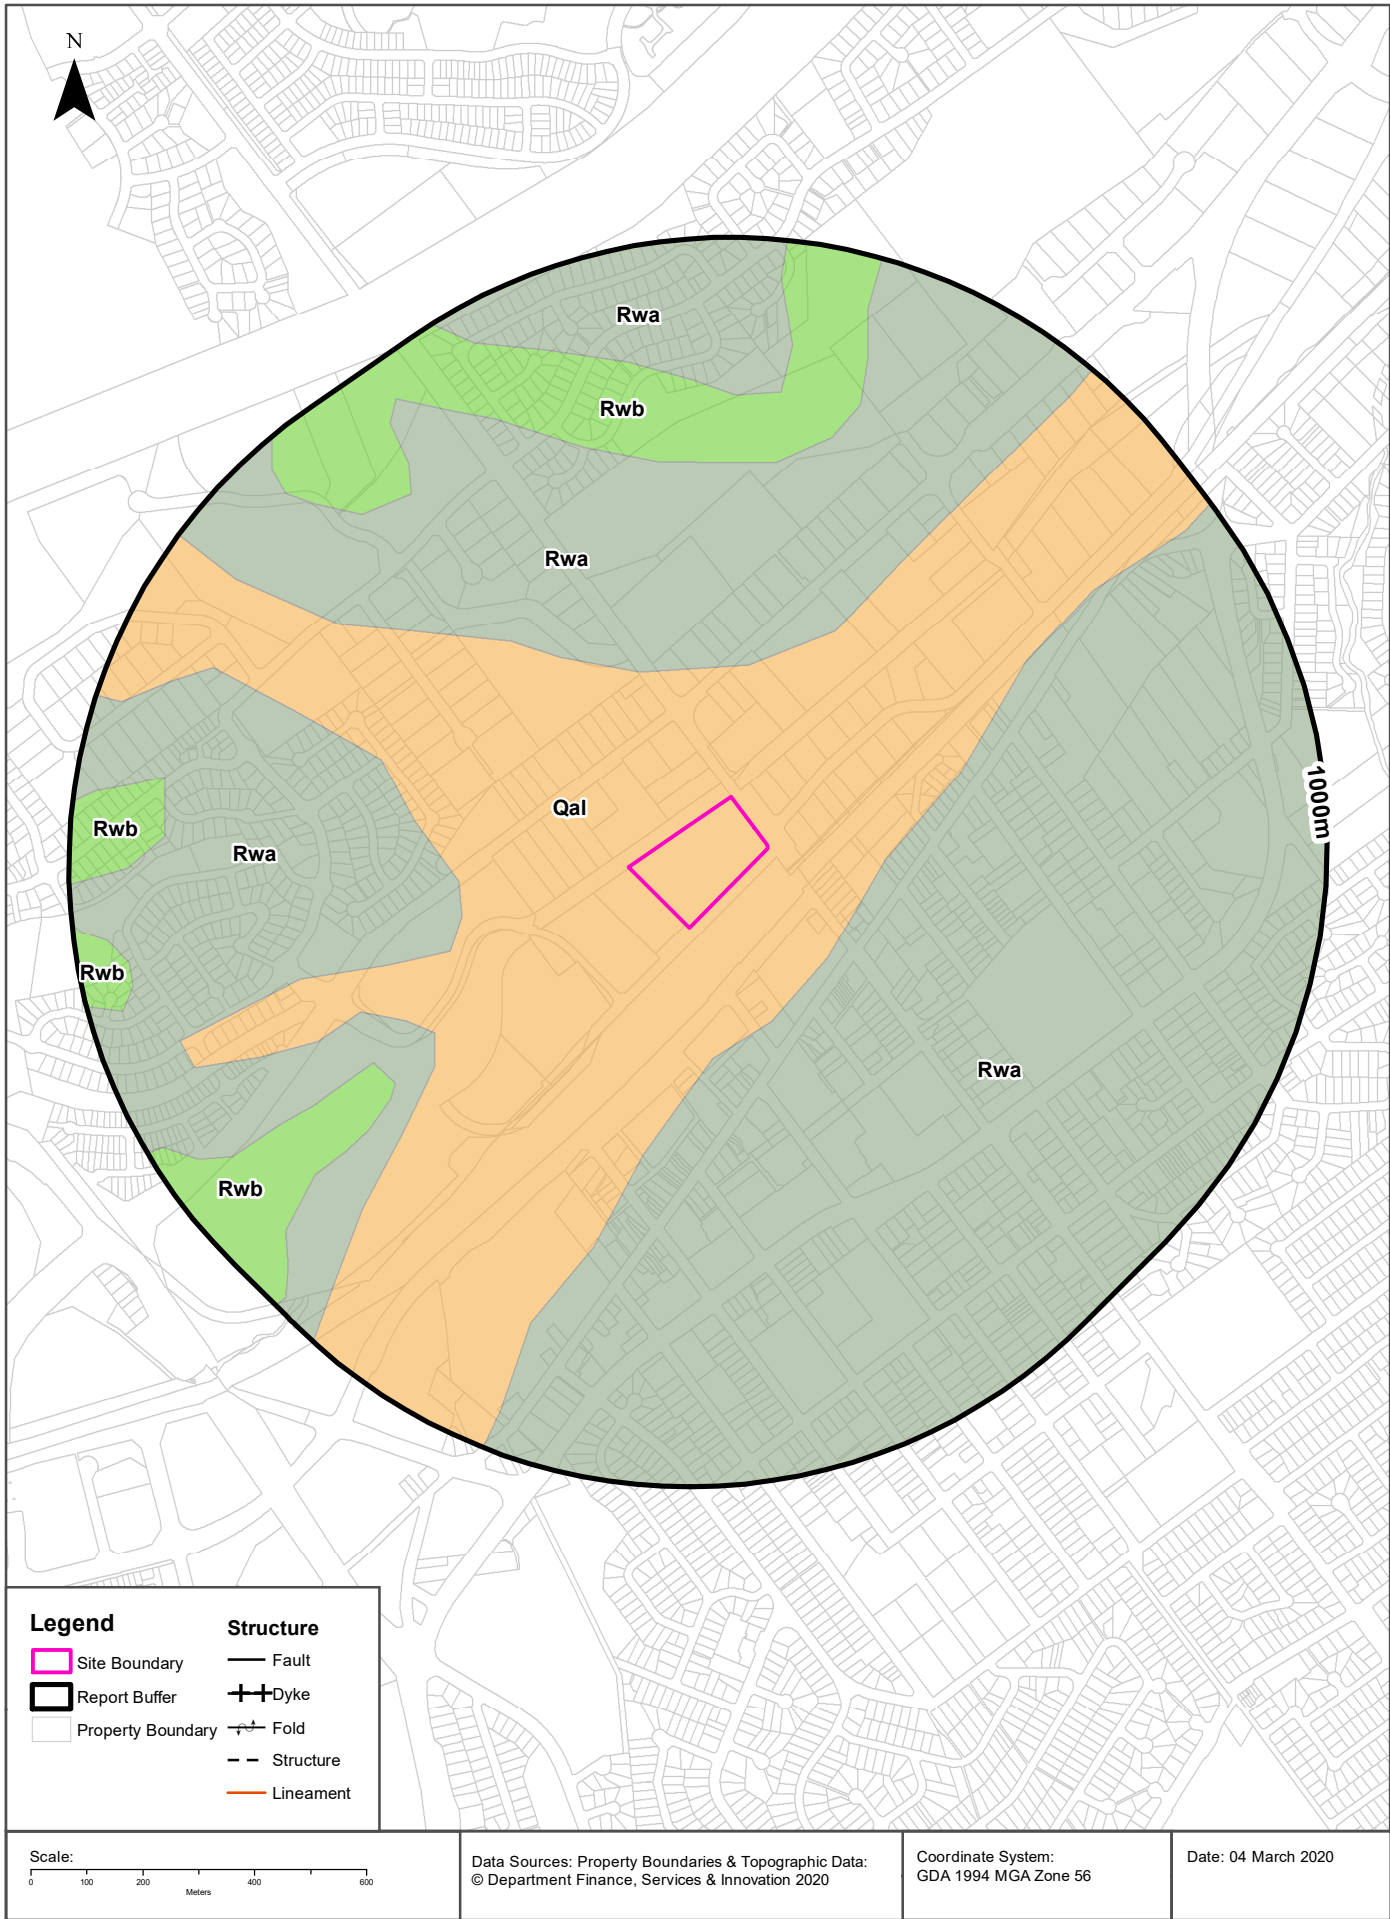 N
Rwa
Rwb
Rwa
1000m
Qal
Rwb
Rwa
Rwb
Rwa
Rwb
Legend
Site Boundary
Report Buffer
Property Boundary
Structure
Fault
Dyke
Fold
Structure
Lineament
Scale:
0 100 200 400 600
Meters
Data Sources: Property Boundaries & Topographic Data:
© Department Finance, Services & Innovation 2020
Coordinate System:
GDA 1994 MGA Zone 56
Date: 04 March 2020